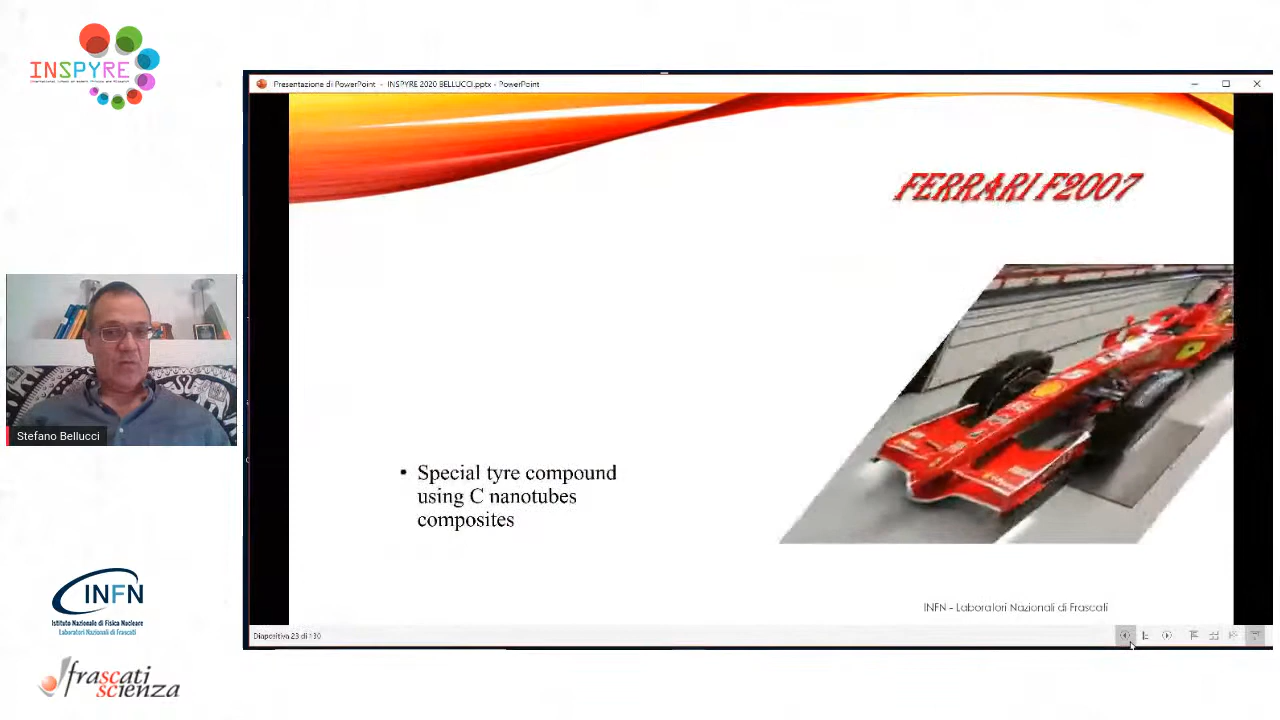 INSPYRE
Presentazione di PowerPoint - INSPYRE 2020 BELLUCCI.pptx - PowerPoint
FERRARI F2007
Stefano Bellucci
• Special tyre compound
using C nanotubes
composites
INFN
Istituto Nazionale di Fisica Nucleare
Laboratori Nazionali di Frascati
INFN - Laboratori Nazionali di Frascati
Diapositiva 23 di 130
frascati
scienza